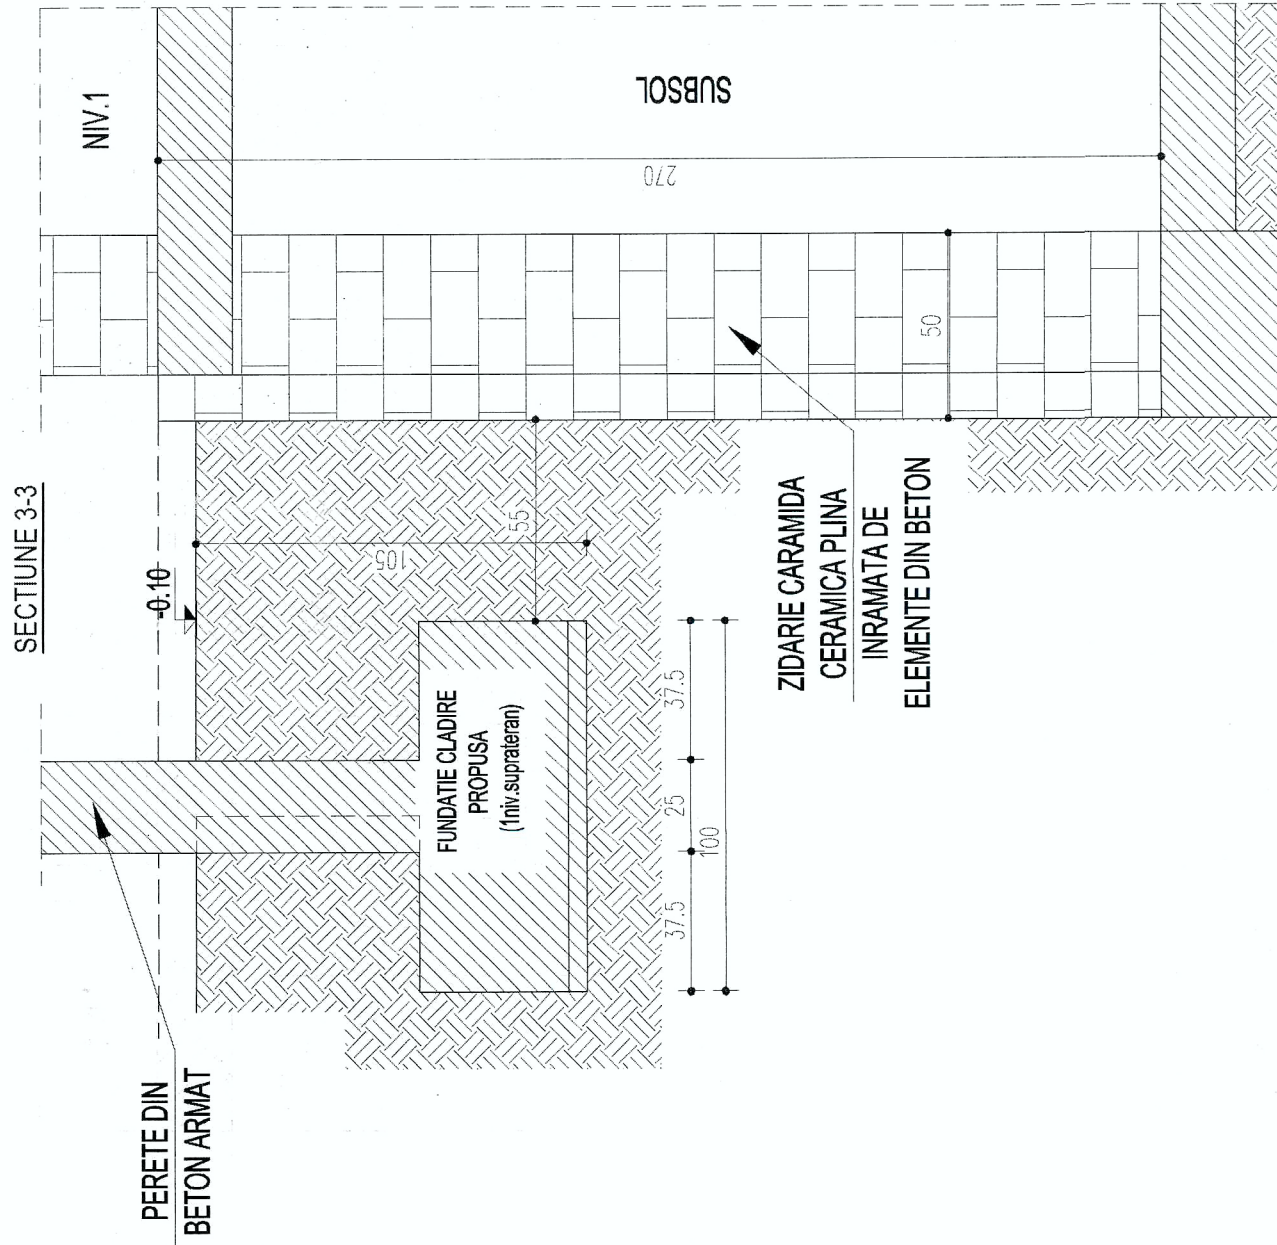 SECTIUNE 3-3
NIV.1
-0.10
SUBSOL
270
50
55
105
PERETE DIN
BETON ARMAT
FUNDATIE CLADIRE
PROPUSA
(1niv.suprateran)
37.5
25
37.5
100
ZIDARIE CARAMIDA
CERAMICA PLINA
INRAMATA DE
ELEMENTE DIN BETON